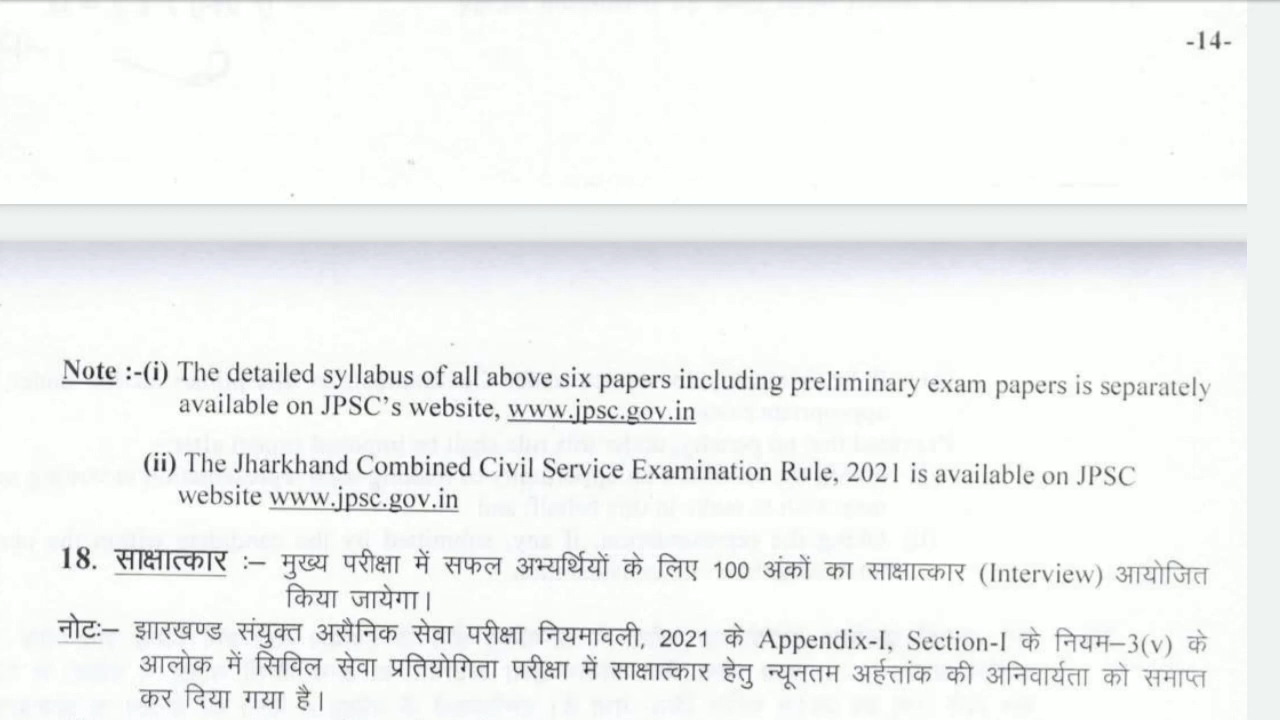 -14-
Note :-(i) The detailed syllabus of all above six papers including preliminary exam papers is separately
available on JPSC's website, www.jpsc.gov.in
(ii) The Jharkhand Combined Civil Service Examination Rule, 2021 is available on JPSC
website www.jpsc.gov.in
18. साक्षात्कार :– मुख्य परीक्षा में सफल अभ्यर्थियों के लिए 100 अंकों का साक्षात्कार (Interview) आयोजित
किया जायेगा।
नोटः– झारखण्ड संयुक्त असैनिक सेवा परीक्षा नियमावली, 2021 के Appendix-I, Section-I के नियम–3(v) के
आलोक में सिविल सेवा प्रतियोगिता परीक्षा में साक्षात्कार हेतु न्यूनतम अर्हतांक की अनिवार्यता को समाप्त
कर दिया गया है।